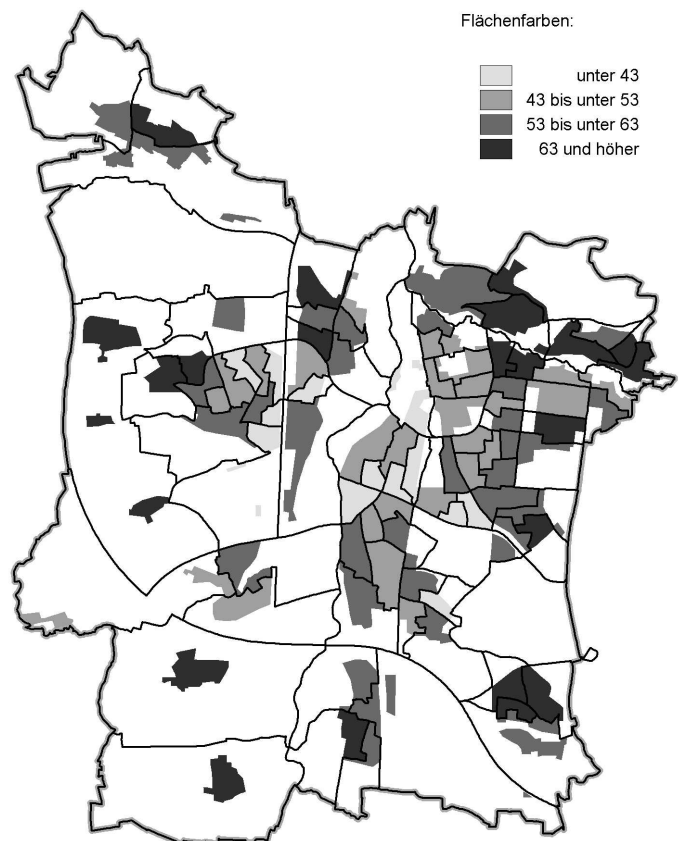 Flächenfarben:
unter 43
43 bis unter 53
53 bis unter 63
63 und höher